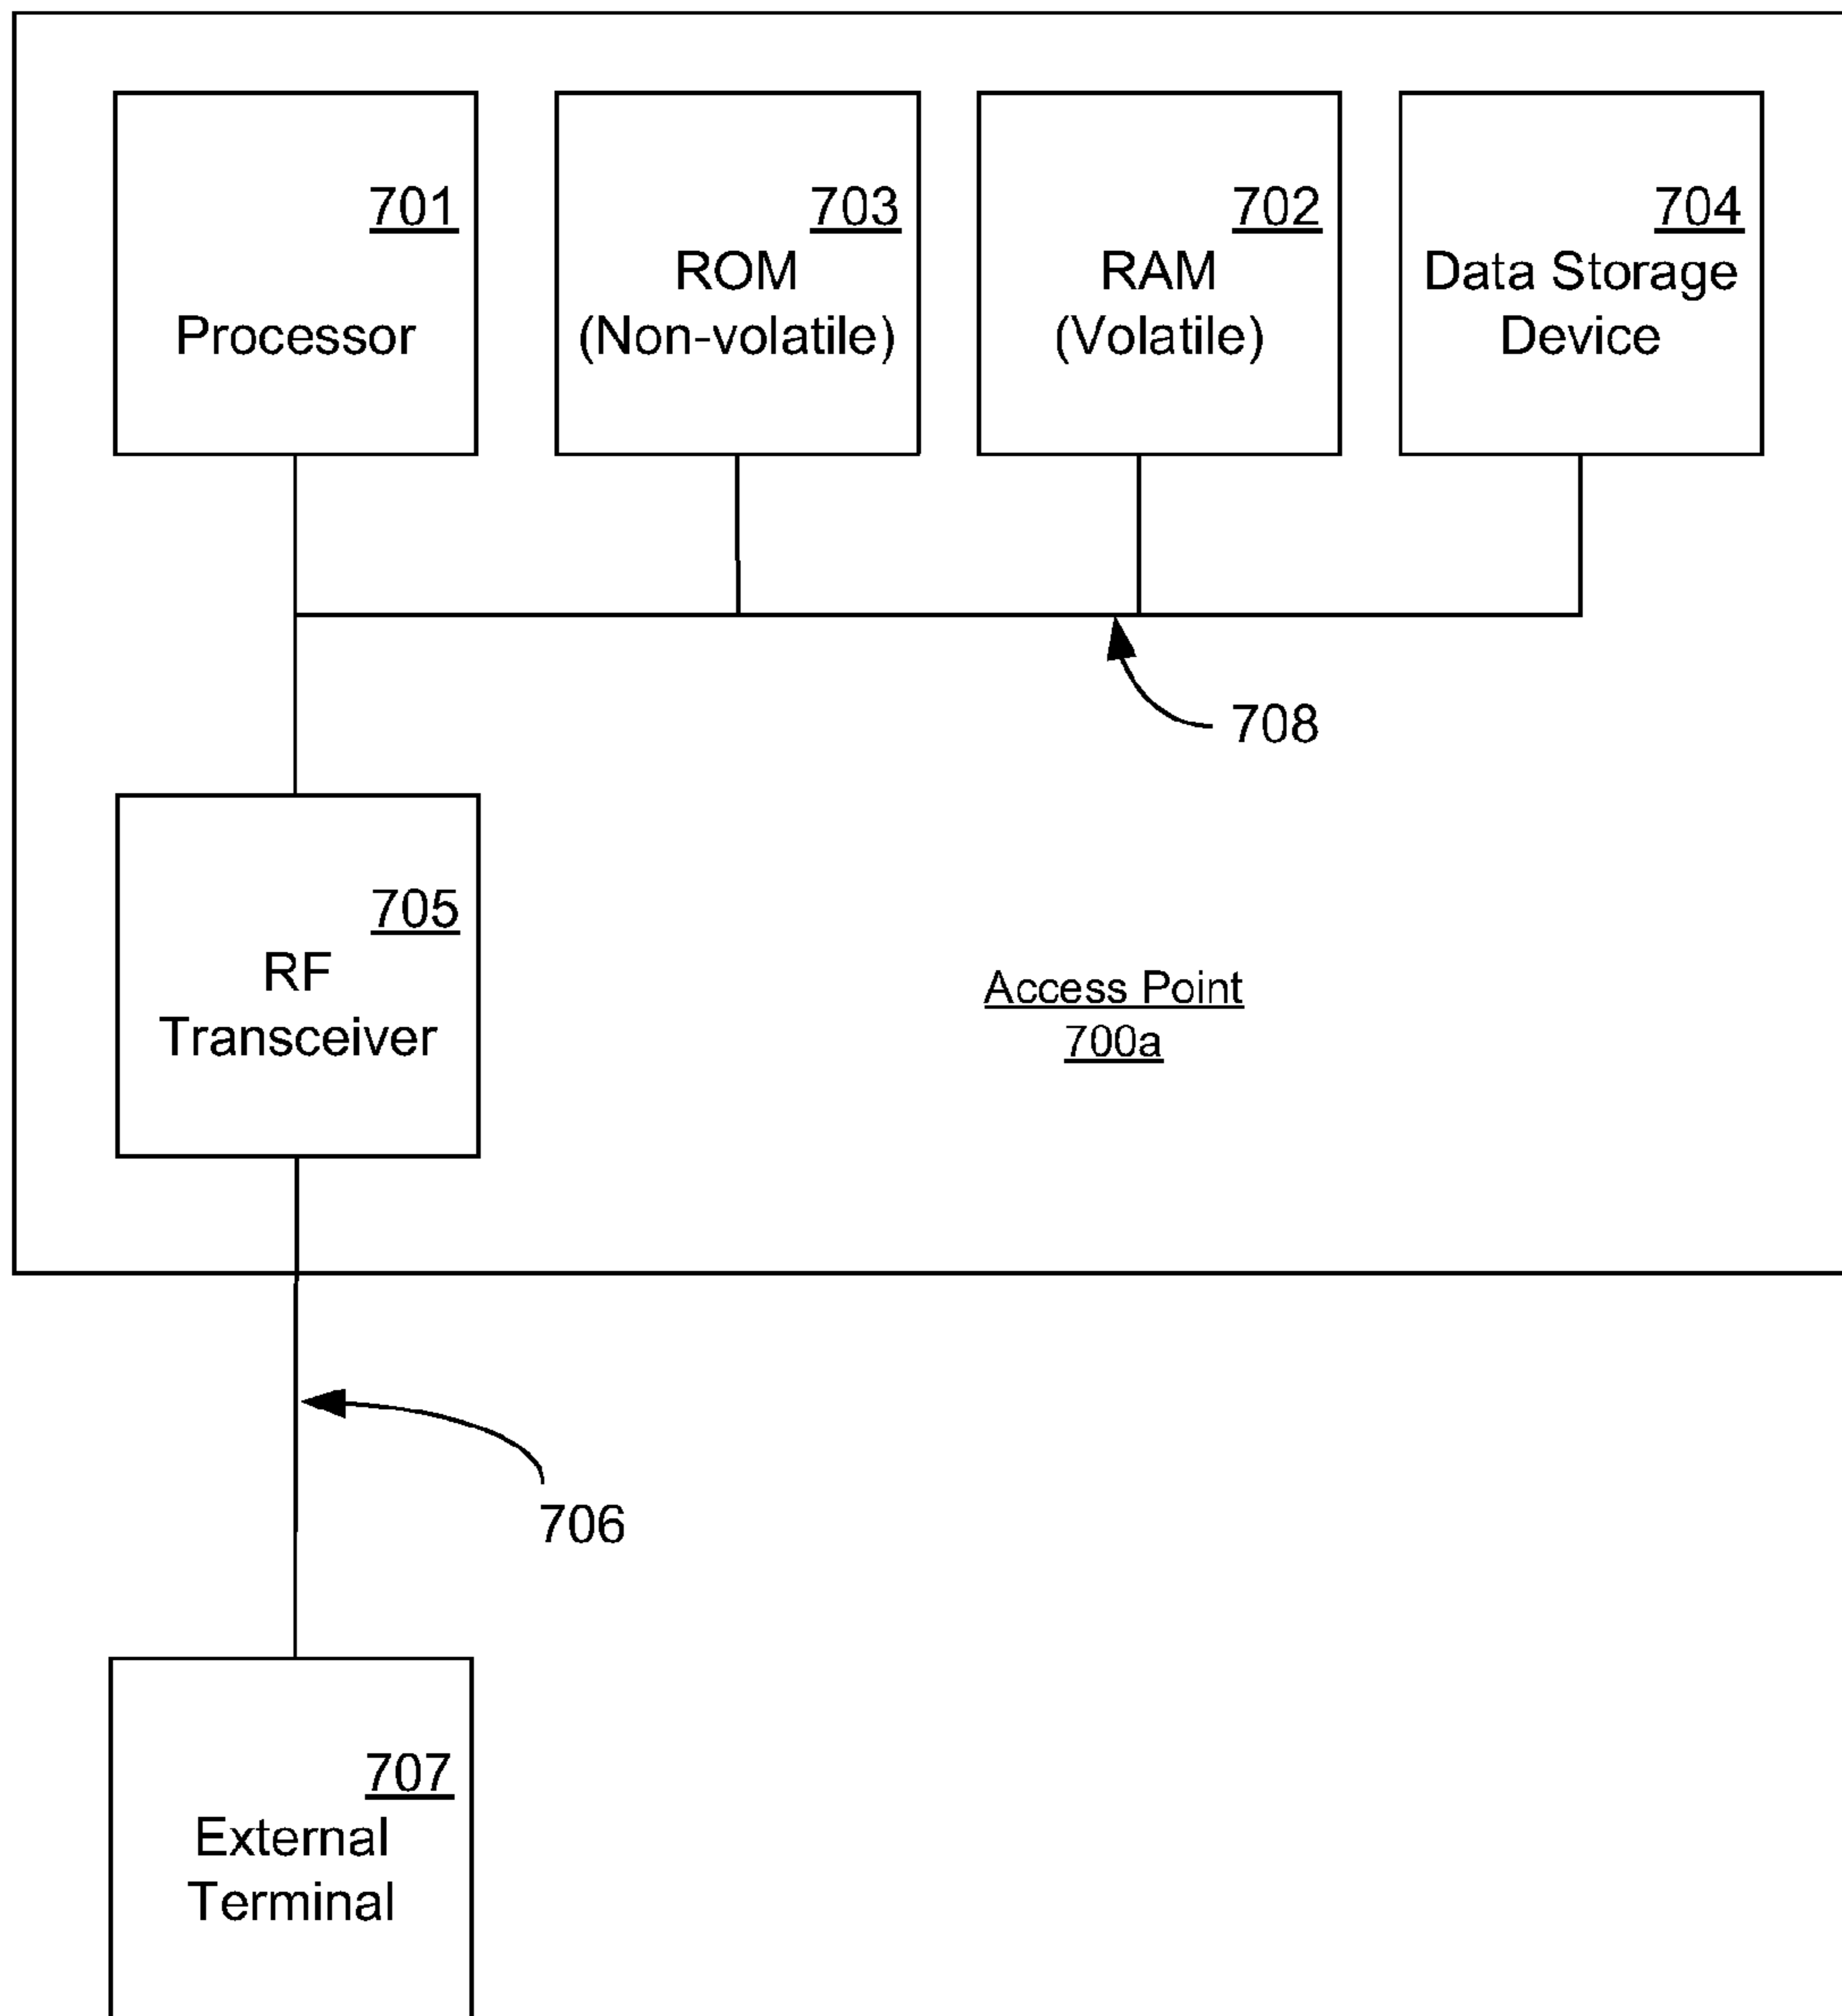 701
Processor
703
ROM
(Non-volatile)
702
RAM
(Volatile)
704
Data Storage
Device
708
705
RF
Transceiver
Access Point
700a
706
707
External
Terminal